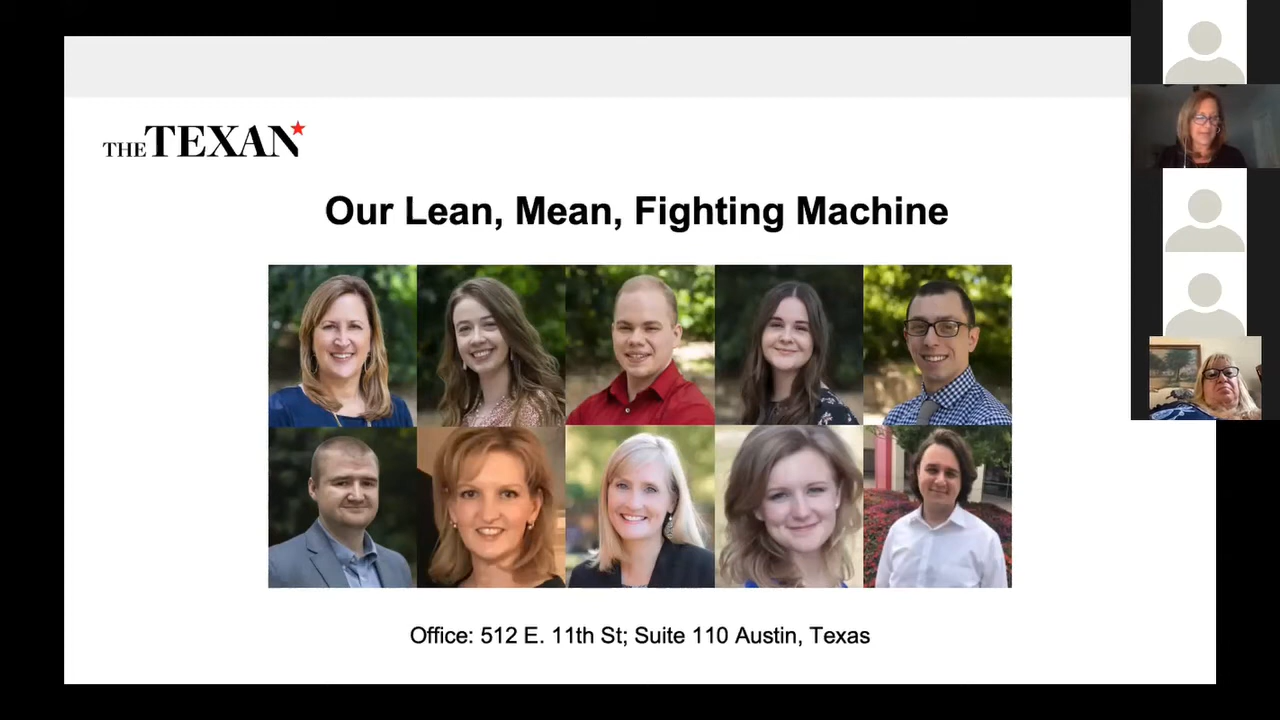 THE TEXAN
Our Lean, Mean, Fighting Machine
Office: 512 E. 11th St; Suite 110 Austin, Texas